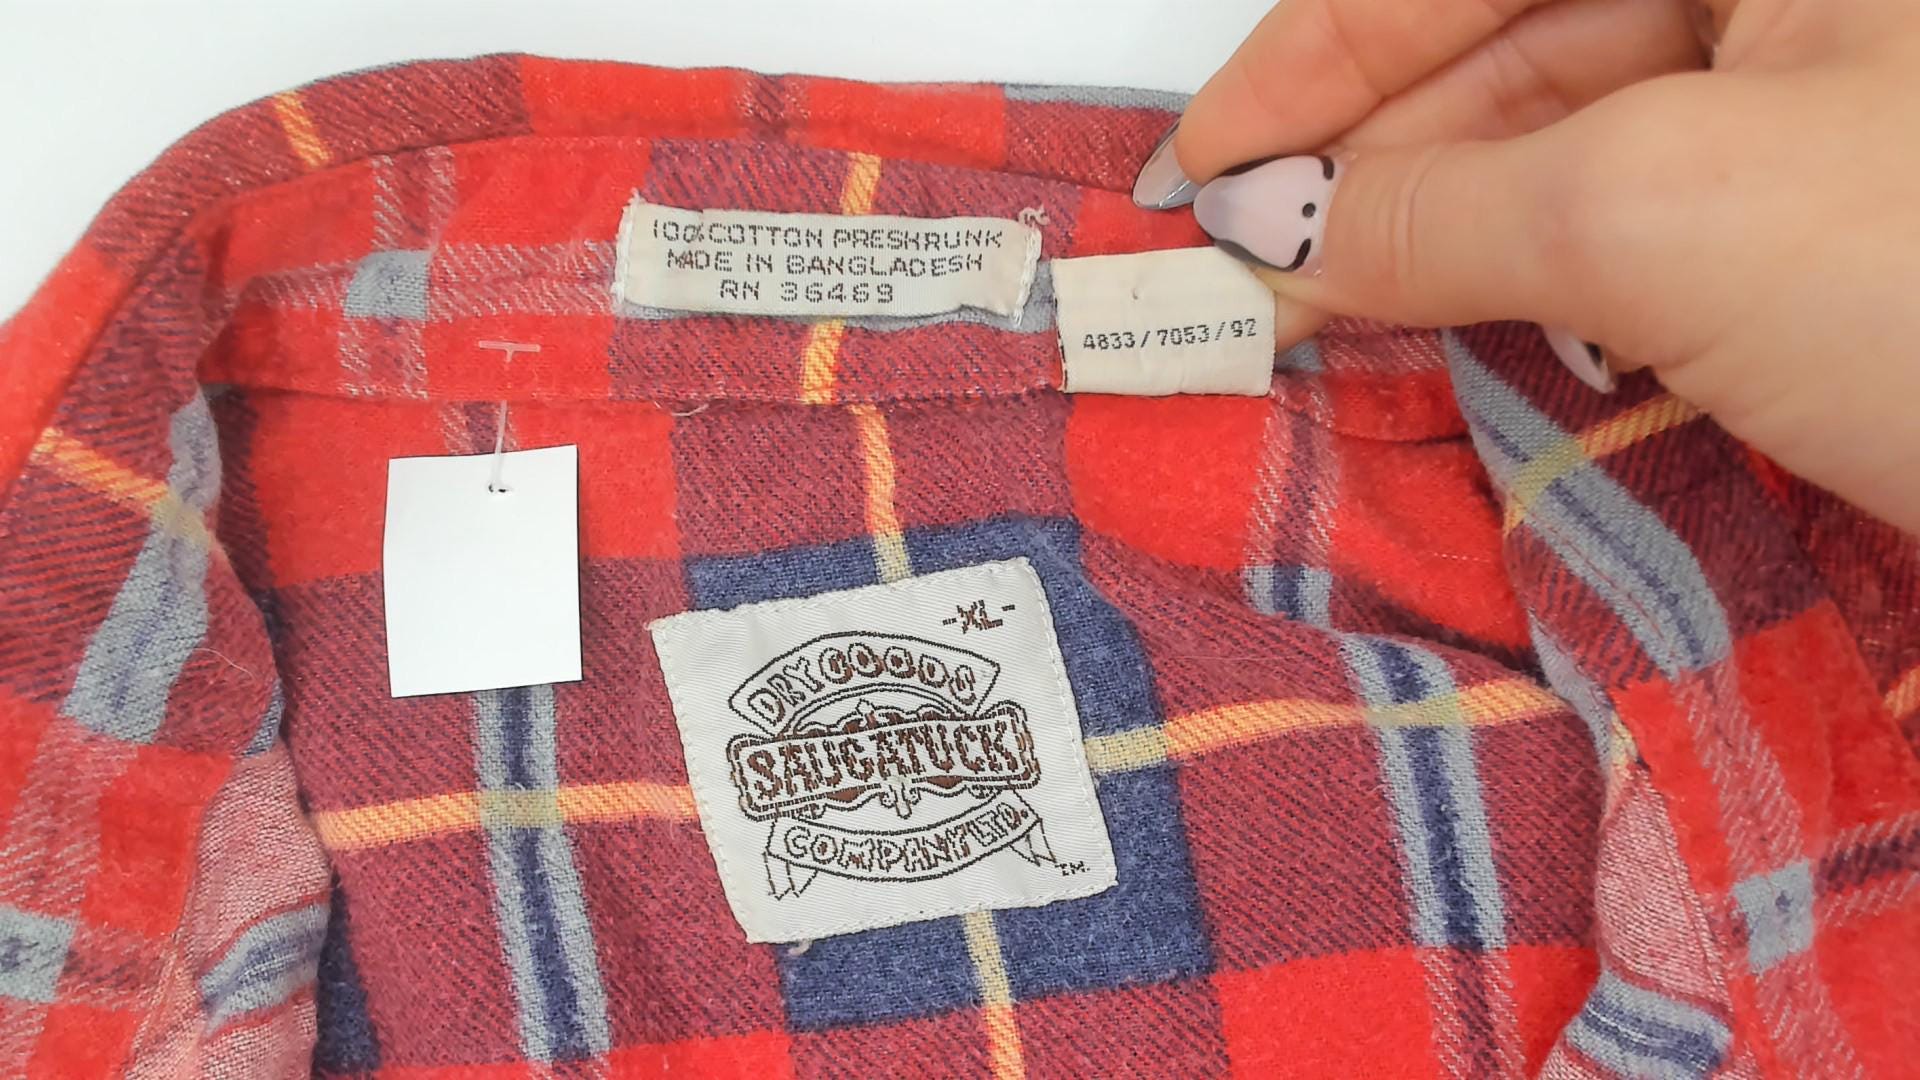 100% COTTON PRESHRUNK
MADE IN BANGLADESH
RN 36469
4833/7053/92
-XL-
DRY GOODS
SAUGATUCK
COMPANY LTD.
TM.